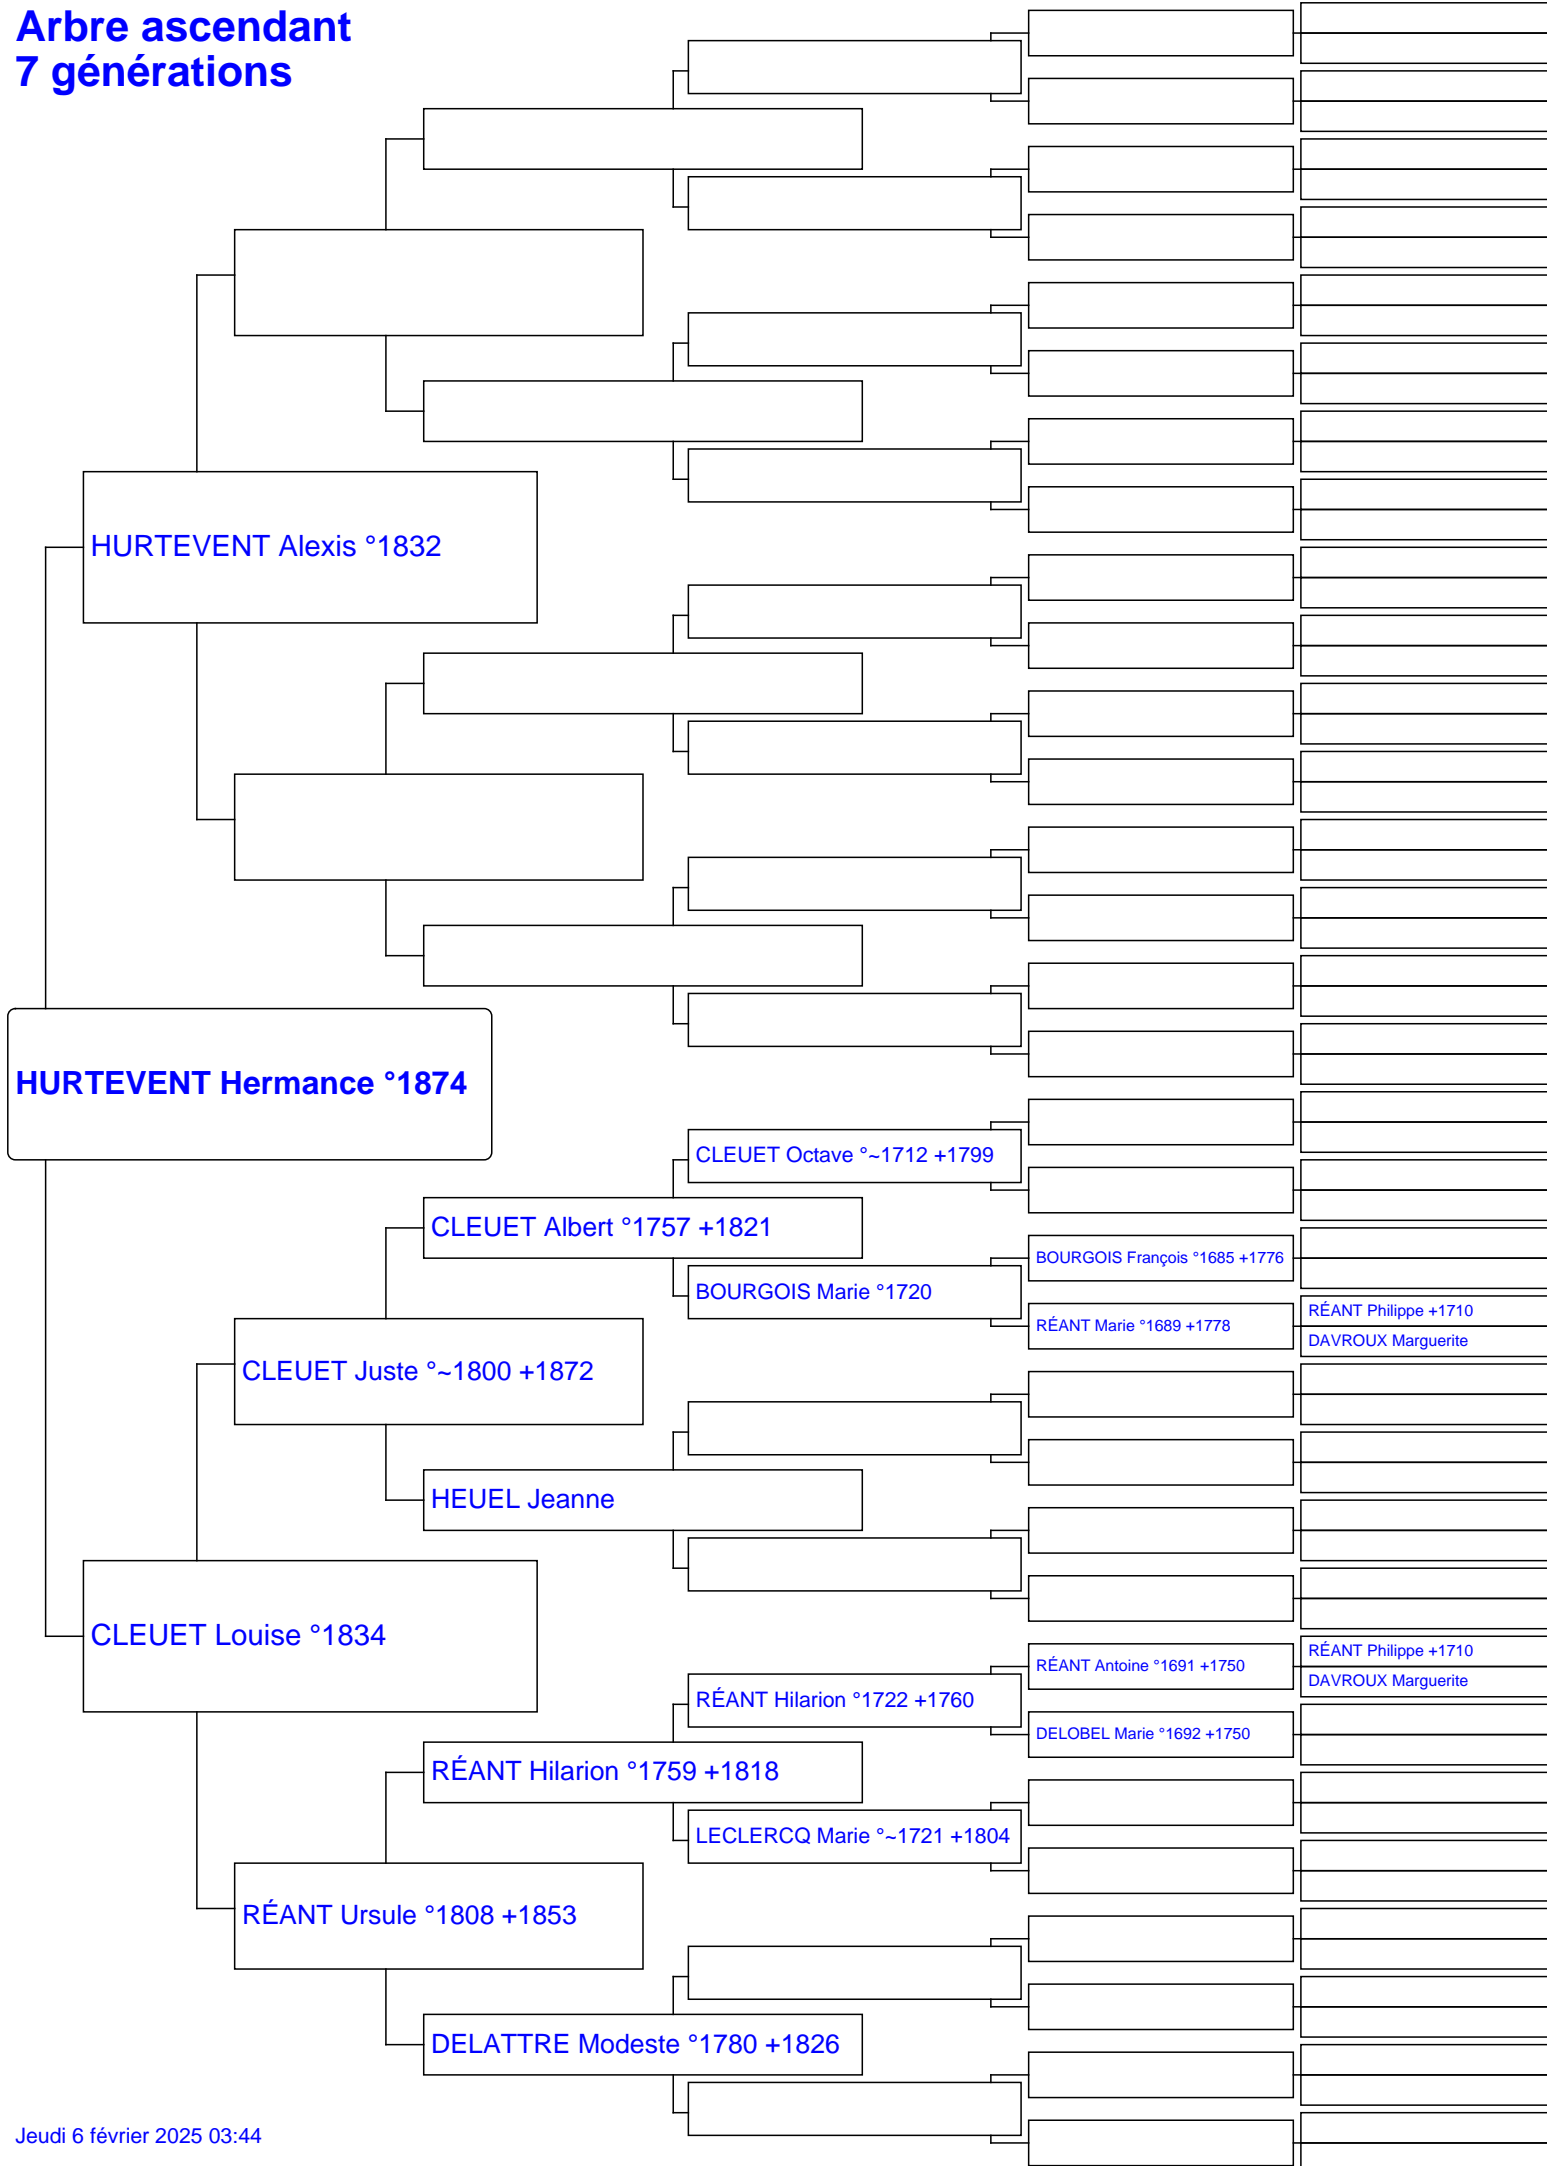 Arbre ascendant
7 générations
HURTEVENT Alexis °1832
HURTEVENT Hermance °1874
CLEUET Octave °~1712 +1799
CLEUET Albert °1757 +1821
BOURGOIS François °1685 +1776
BOURGOIS Marie °1720
RÉANT Philippe +1710
RÉANT Marie °1689 +1778
DAVROUX Marguerite
CLEUET Juste °~1800 +1872
HEUEL Jeanne
CLEUET Louise °1834
RÉANT Philippe +1710
RÉANT Antoine °1691 +1750
DAVROUX Marguerite
RÉANT Hilarion °1722 +1760
DELOBEL Marie °1692 +1750
RÉANT Hilarion °1759 +1818
LECLERCQ Marie °~1721 +1804
RÉANT Ursule °1808 +1853
DELATTRE Modeste °1780 +1826
Jeudi 6 février 2025 03:44